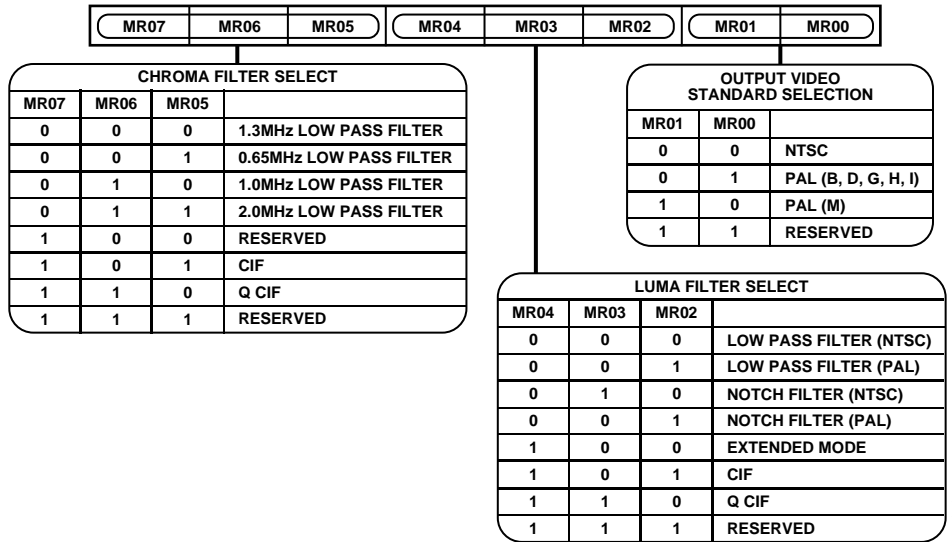 MR07 MR06 MR05 MR04 MR03 MR02 MR01 MR00
CHROMA FILTER SELECT
MR07 MR06 MR05
0 0 0 1.3MHz LOW PASS FILTER
0 0 1 0.65MHz LOW PASS FILTER
0 1 0 1.0MHz LOW PASS FILTER
0 1 1 2.0MHz LOW PASS FILTER
1 0 0 RESERVED
1 0 1 CIF
1 1 0 Q CIF
1 1 1 RESERVED
OUTPUT VIDEO
STANDARD SELECTION
MR01 MR00
0 0 NTSC
0 1 PAL (B, D, G, H, I)
1 0 PAL (M)
1 1 RESERVED
LUMA FILTER SELECT
MR04 MR03 MR02
0 0 0 LOW PASS FILTER (NTSC)
0 0 1 LOW PASS FILTER (PAL)
0 1 0 NOTCH FILTER (NTSC)
0 0 1 NOTCH FILTER (PAL)
1 0 0 EXTENDED MODE
1 0 1 CIF
1 1 0 Q CIF
1 1 1 RESERVED